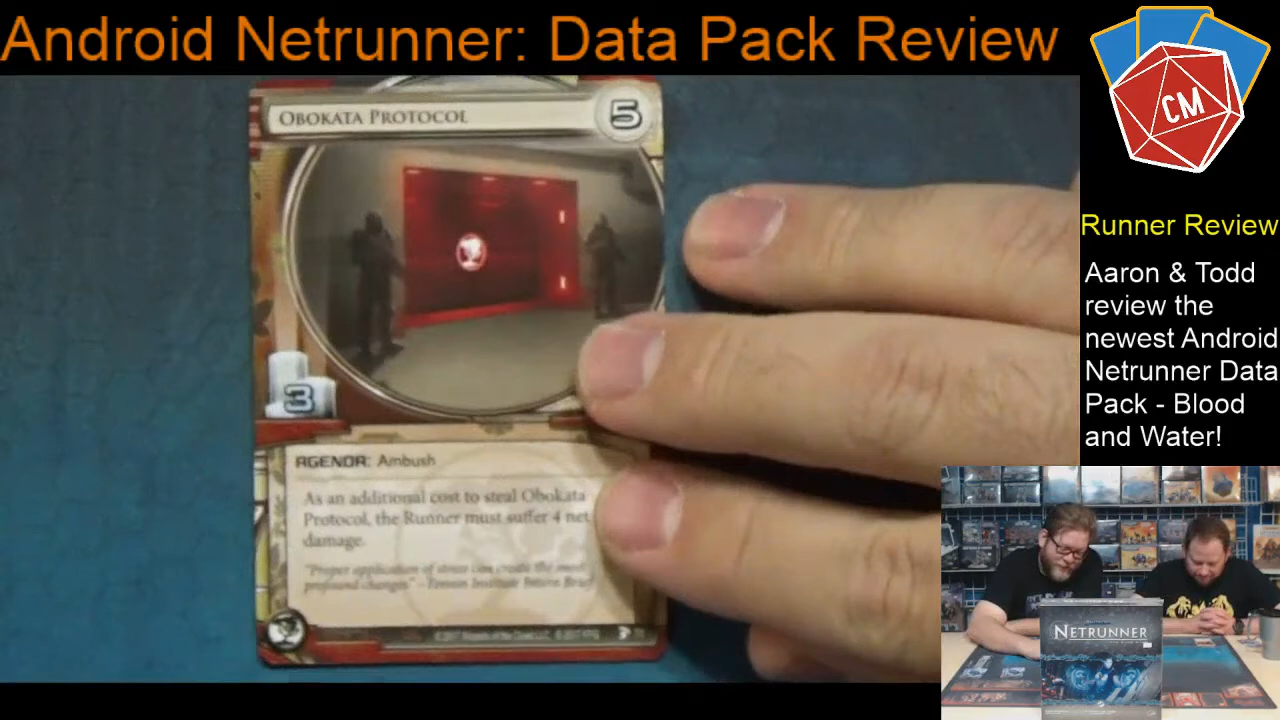 Android Netrunner: Data Pack Review
CM
OBOKATA PROTOCOL
5
3
AGENDA: Ambush
As an additional cost to steal Obokata
Protocol, the Runner must suffer 4 net
damage.
Runner Review
Aaron & Todd
review the
newest Android
Netrunner Data
Pack - Blood
and Water!
NETRUNNER